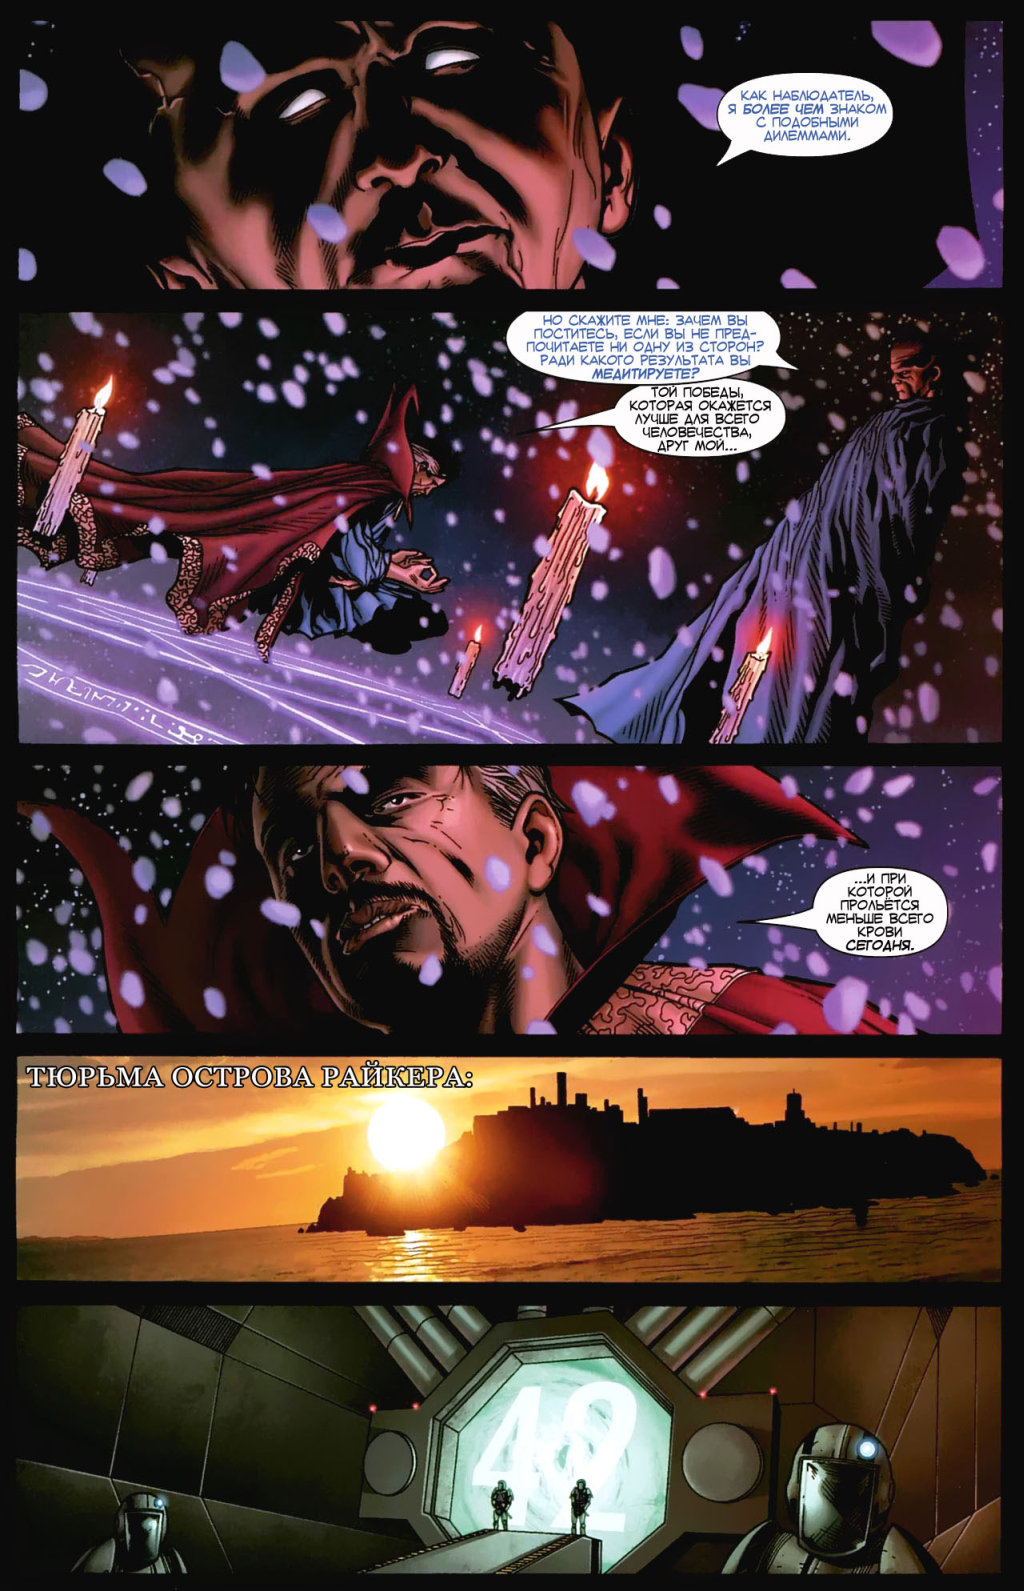 КАК НАБЛЮДАТЕЛЬ,
Я БОЛЕЕ ЧЕМ ЗНАКОМ
С ПОДОБНЫМИ
ДИЛЕММАМИ.
НО СКАЖИТЕ МНЕ: ЗАЧЕМ ВЫ
ПОСТИТЕСЬ, ЕСЛИ ВЫ НЕ ПРЕД-
ПОЧИТАЕТЕ НИ ОДНУ ИЗ СТОРОН?
РАДИ КАКОГО РЕЗУЛЬТАТА ВЫ
МЕДИТИРУЕТЕ?
ТОЙ ПОБЕДЫ,
КОТОРАЯ ОКАЖЕТСЯ
ЛУЧШЕ ДЛЯ ВСЕГО
ЧЕЛОВЕЧЕСТВА,
ДРУГ МОЙ...
...И ПРИ
КОТОРОЙ
ПРОЛЬЁТСЯ
МЕНЬШЕ ВСЕГО
КРОВИ
СЕГОДНЯ.
ТЮРЬМА ОСТРОВА РАЙКЕРА:
42